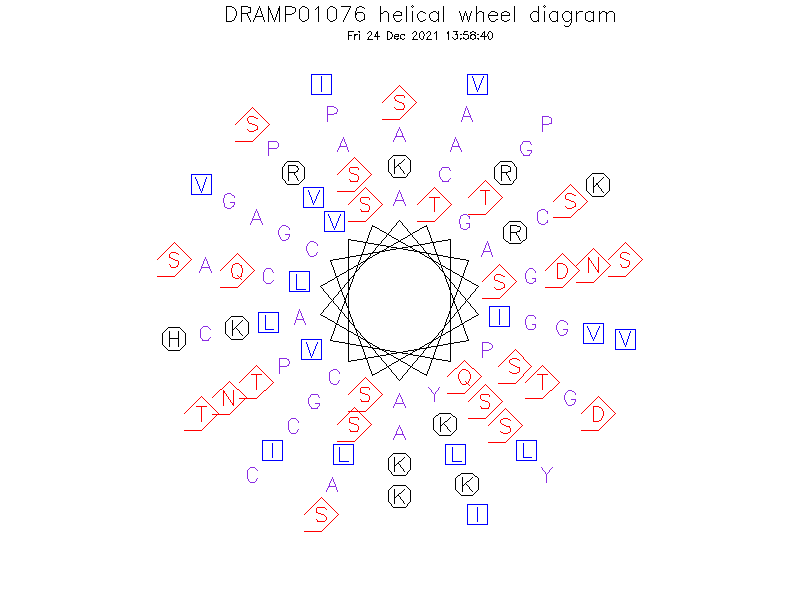 DRAMP01076 helical wheel diagram
Fri 24 Dec 2021 13:56:40
I V
S
P A
S P
A
P A A G
K
R S C R
V K
G V A T S
S T
A V G C
G R
C A
S A N S
Q C G D
L S
A I
L G
K G
C V
H V
V P
P S
C Q
T T
N S A Y S G
G
T D
C S K S
A
I L L L
K
C Y
A K
K
S I